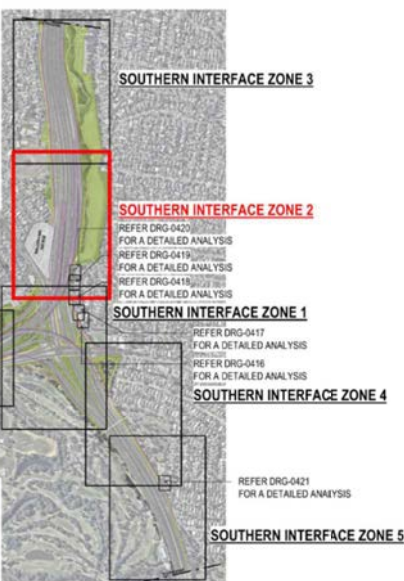 SOUTHERN INTERFACE ZONE 3
SOUTHERN INTERFACE ZONE 2
REFER DRG-0420
FOR A DETAILED ANALYSIS
REFER DRG-0419
FOR A DETAILED ANALYSIS
REFER DRG-0418
FOR A DETAILED ANALYSIS
SOUTHERN INTERFACE ZONE 1
REFER DRG-0417
FOR A DETAILED ANALYSIS
REFER DRG-0416
FOR A DETAILED ANALYSIS
SOUTHERN INTERFACE ZONE 4
REFER DRG-0421
FOR A DETAILED ANALYSIS
SOUTHERN INTERFACE ZONE 5